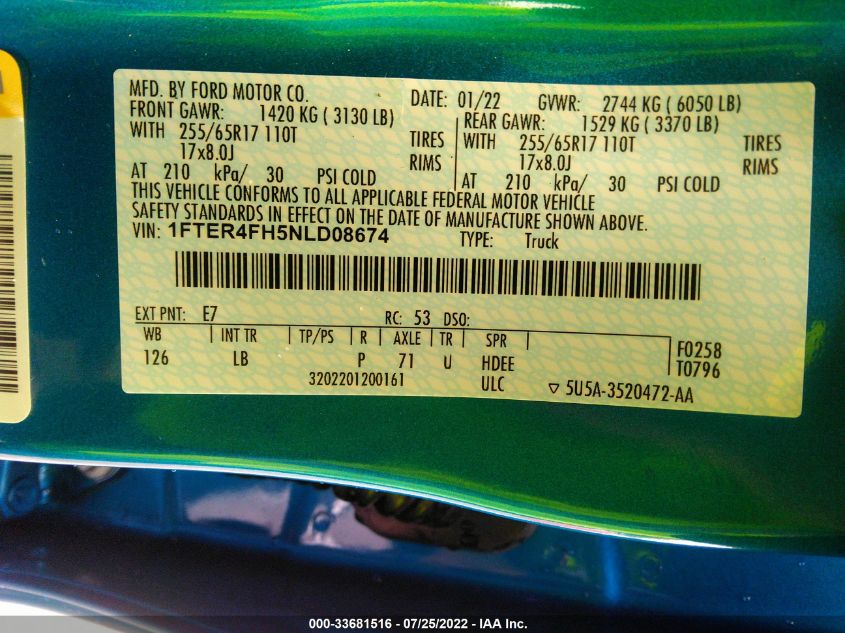 MFD. BY FORD MOTOR CO.
DATE: 01/22 GVWR: 2744 KG ( 6050 LB)
FRONT GAWR: 1420 KG ( 3130 LB)
WITH 255/65R17 110T TIRES
17x8.0J RIMS
AT 210 kPa/ 30 PSI COLD
REAR GAWR: 1529 KG ( 3370 LB)
WITH 255/65R17 110T TIRES
17x8.0J RIMS
AT 210 kPa/ 30 PSI COLD
THIS VEHICLE CONFORMS TO ALL APPLICABLE FEDERAL MOTOR VEHICLE
SAFETY STANDARDS IN EFFECT ON THE DATE OF MANUFACTURE SHOWN ABOVE.
VIN: 1FTER4FH5NLD08674 TYPE: Truck
EXT PNT: E7 RC: 53 DSO:
WB INT TR TP/PS R AXLE TR SPR
126 LB P 71 U HDEE
F0258
T0796
3202201200161 ULC ▽ 5U5A-3520472-AA
000-33681516 - 07/25/2022 - IAA Inc.